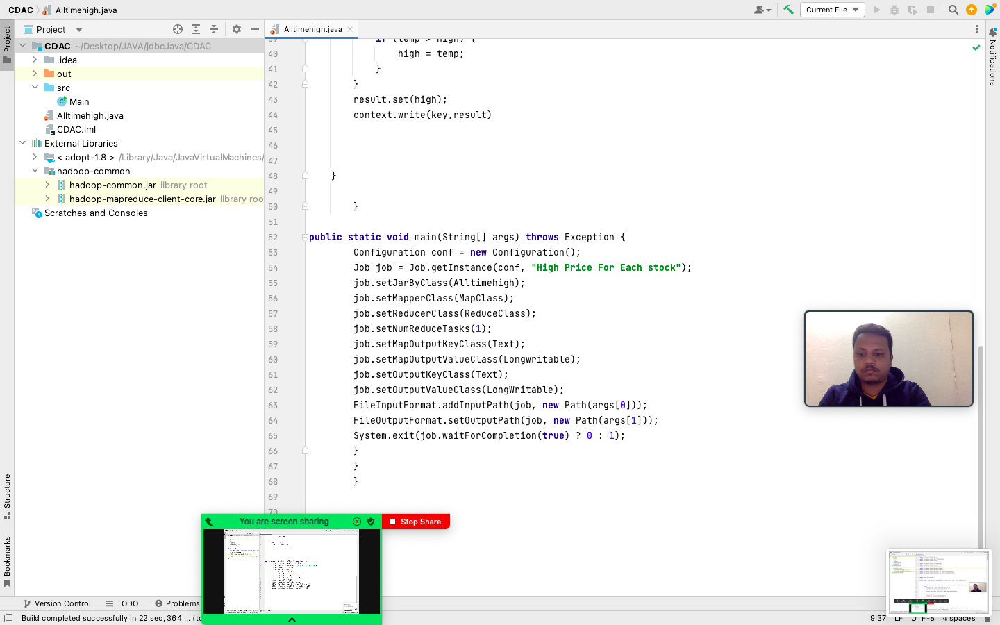 CDAC Alltimehigh.java
Current File
Project
Alltimehigh.java
Project
Notifications
CDAC ~/Desktop/JAVA/jdbcJava/CDAC
.idea
out
src
Main
Alltimehigh.java
CDAC.iml
External Libraries
< adopt-1.8 > /Library/Java/JavaVirtualMachines/
hadoop-common
hadoop-common.jar library root
hadoop-mapreduce-client-core.jar library roo
Scratches and Consoles
39 if (temp > high) {
40 high = temp;
41 }
42 }
43 result.set(high);
44 context.write(key,result)
45
46
47
48 }
49
50 }
51
52 public static void main(String[] args) throws Exception {
53 Configuration conf = new Configuration();
54 Job job = Job.getInstance(conf, "High Price For Each stock");
55 job.setJarByClass(Alltimehigh);
56 job.setMapperClass(MapClass);
57 job.setReducerClass(ReduceClass);
58 job.setNumReduceTasks(1);
59 job.setMapOutputKeyClass(Text);
60 job.setMapOutputValueClass(Longwritable);
61 job.setOutputKeyClass(Text);
62 job.setOutputValueClass(LongWritable);
63 FileInputFormat.addInputPath(job, new Path(args[0]));
64 FileOutputFormat.setOutputPath(job, new Path(args[1]));
65 System.exit(job.waitForCompletion(true) ? 0 : 1);
66 }
67 }
68 }
69
70
Structure
Bookmarks
You are screen sharing
Stop Share
Version Control TODO Problems
Build completed successfully in 22 sec, 364 ... (to
9:37 LF UTF-8 4 spaces